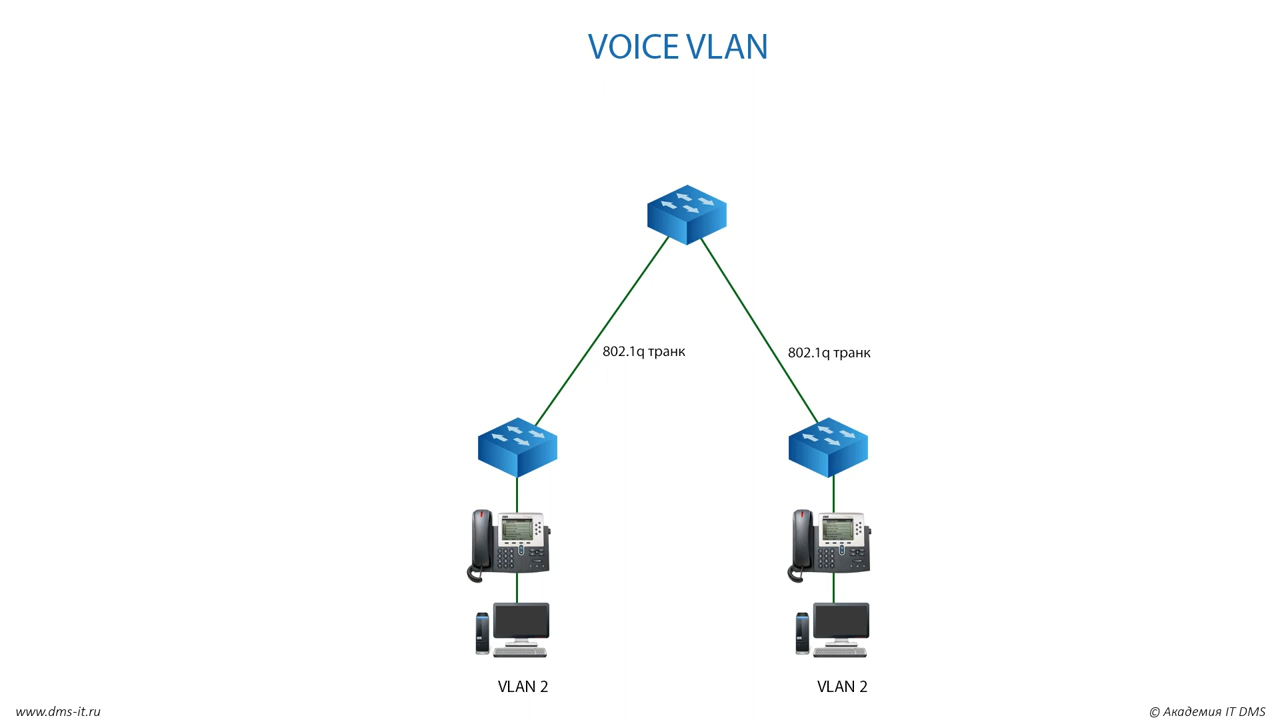 VOICE VLAN
802.1q транк
802.1q транк
VLAN 2
VLAN 2
www.dms-it.ru
© Академия IT DMS